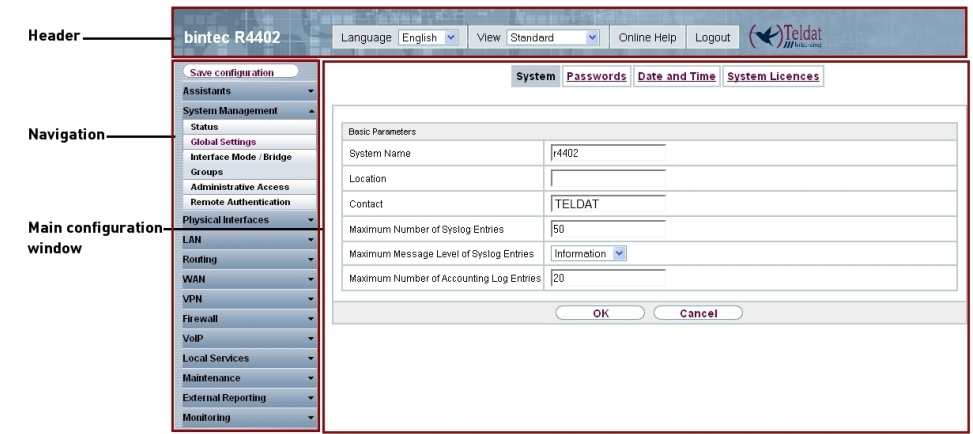 Header
bintec R4402
Language English View Standard Online Help Logout Teldat
Save configuration
Assistants
System Management
Status
Global Settings
Interface Mode / Bridge
Groups
Administrative Access
Remote Authentication
Physical Interfaces
LAN
Routing
WAN
VPN
Firewall
VoIP
Local Services
Maintenance
External Reporting
Monitoring
Navigation
Main configuration
window
System Passwords Date and Time System Licences
Basic Parameters
System Name r4402
Location
Contact TELDAT
Maximum Number of Syslog Entries 50
Maximum Message Level of Syslog Entries Information
Maximum Number of Accounting Log Entries 20
OK Cancel